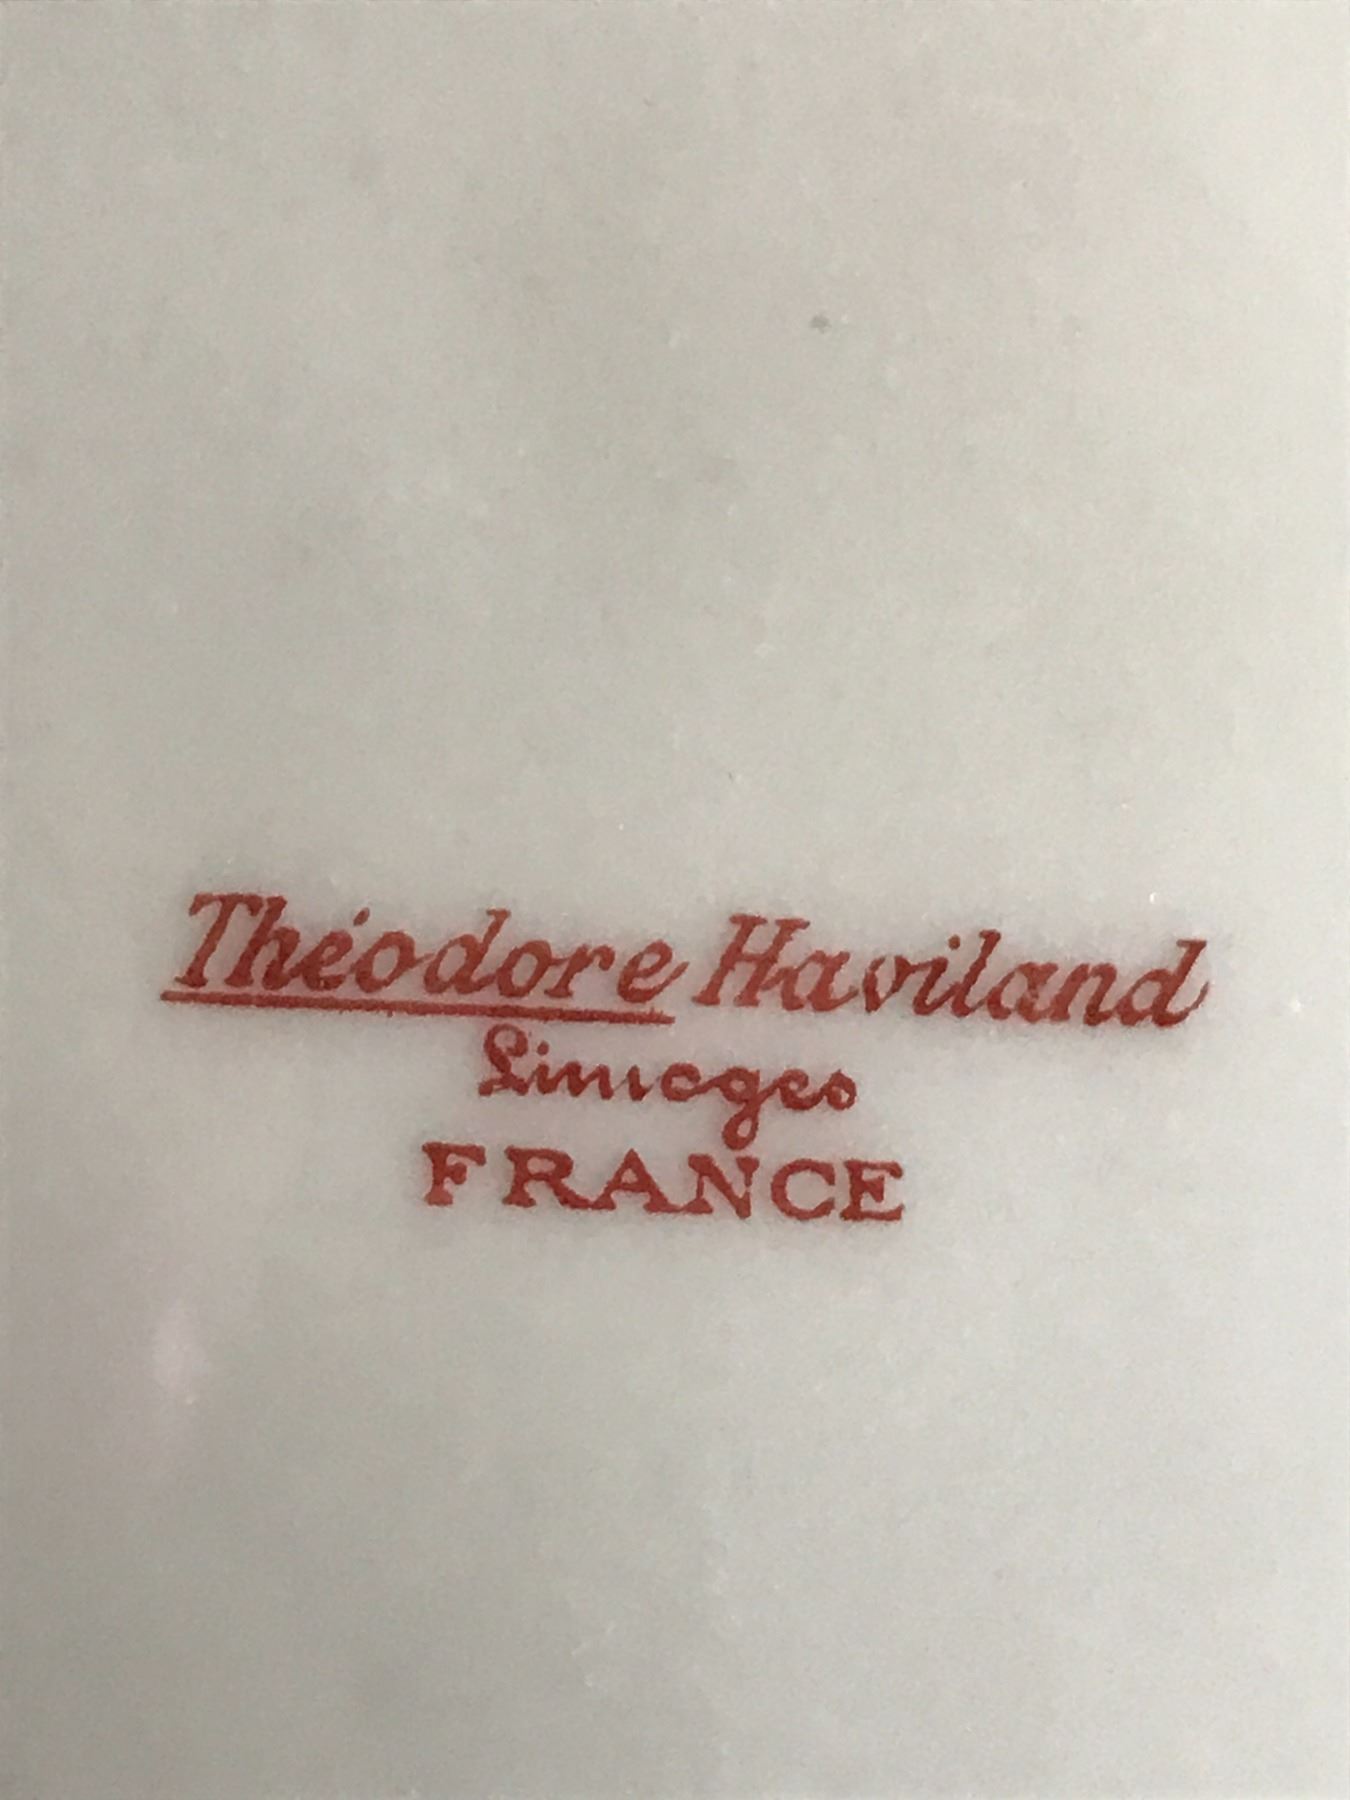 Théodore Haviland
Limoges
FRANCE